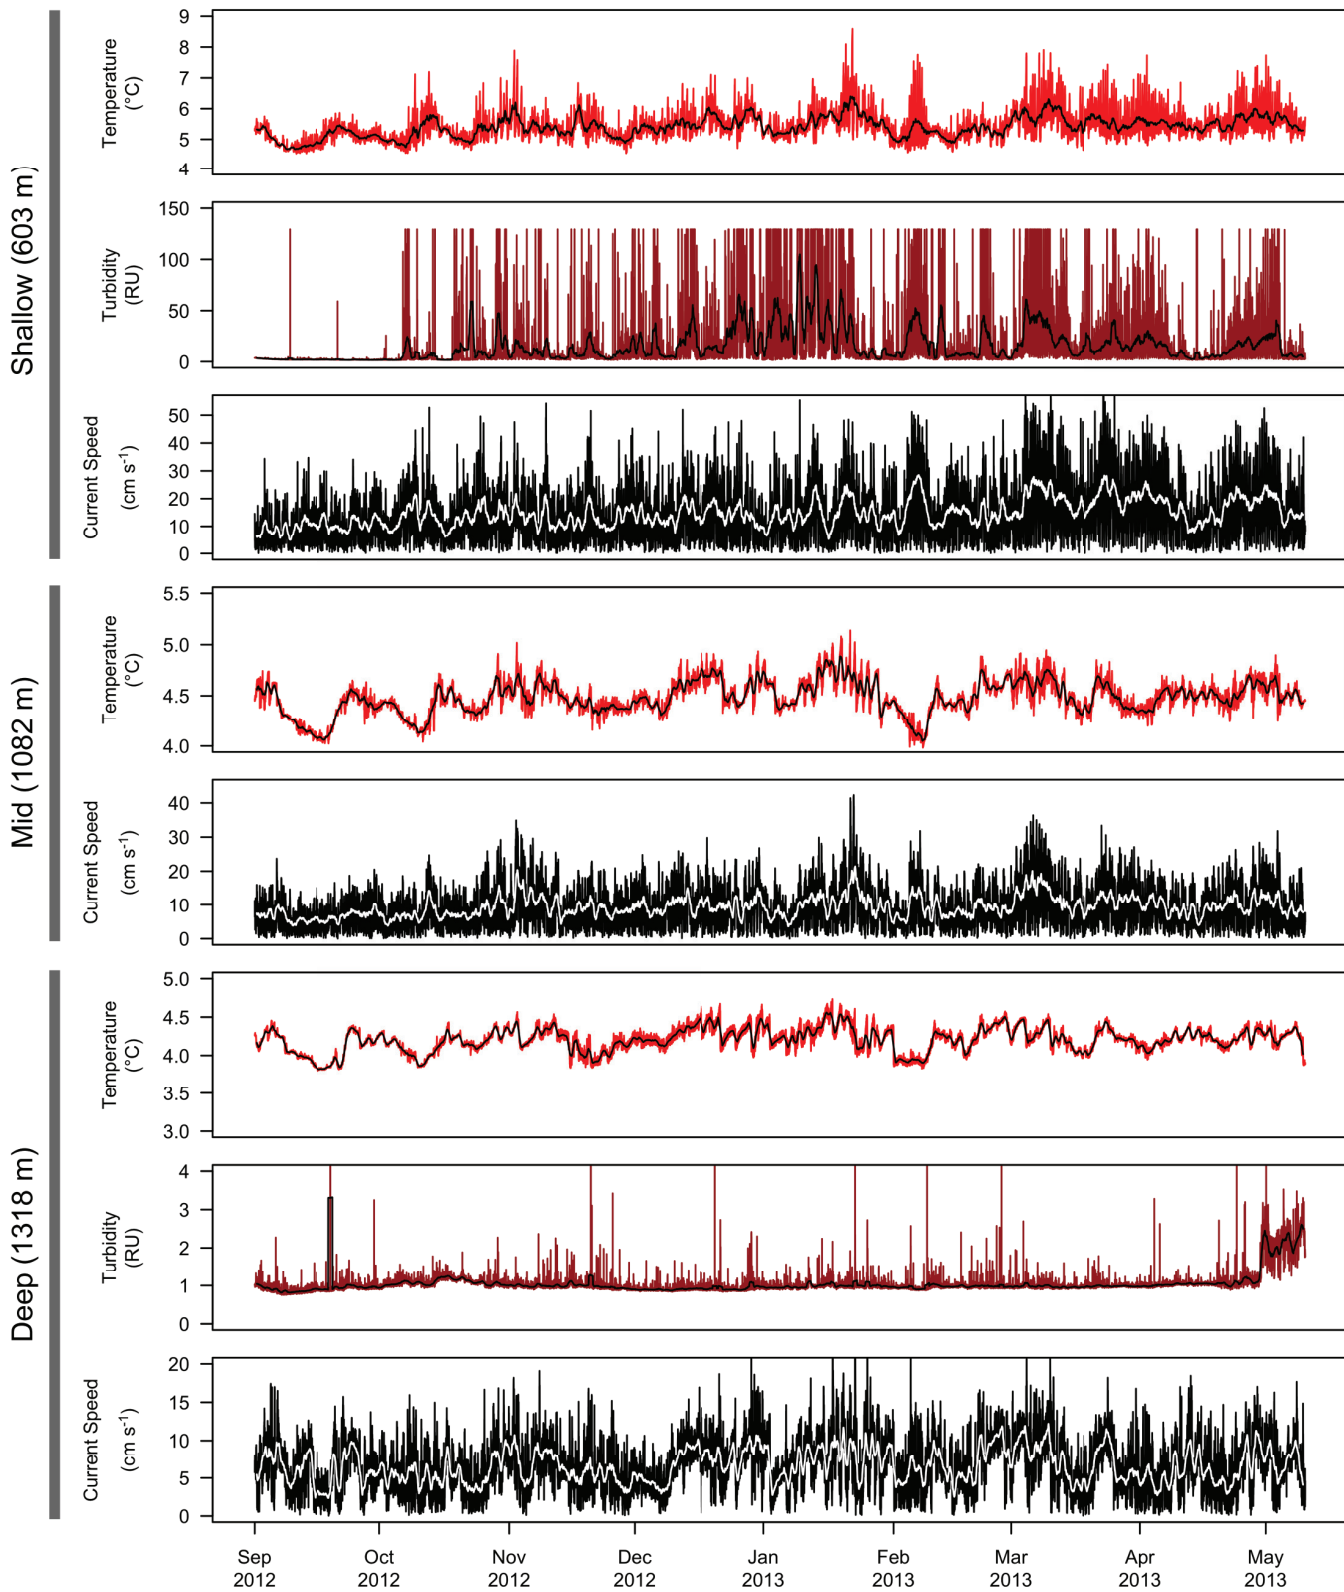 Shallow (603 m)
Temperature
(°C)
9
8
7
6
5
4
Turbidity
(RU)
150
100
50
0
Current Speed
(cm s-1)
50
40
30
20
10
0
Mid (1082 m)
Temperature
(°C)
5.5
5.0
4.5
4.0
Current Speed
(cm s-1)
40
30
20
10
0
Deep (1318 m)
Temperature
(°C)
5.0
4.5
4.0
3.5
3.0
Turbidity
(RU)
4
3
2
1
0
Current Speed
(cm s-1)
20
15
10
5
0
Sep Oct Nov Dec Jan Feb Mar Apr May
2012 2012 2012 2012 2013 2013 2013 2013 2013